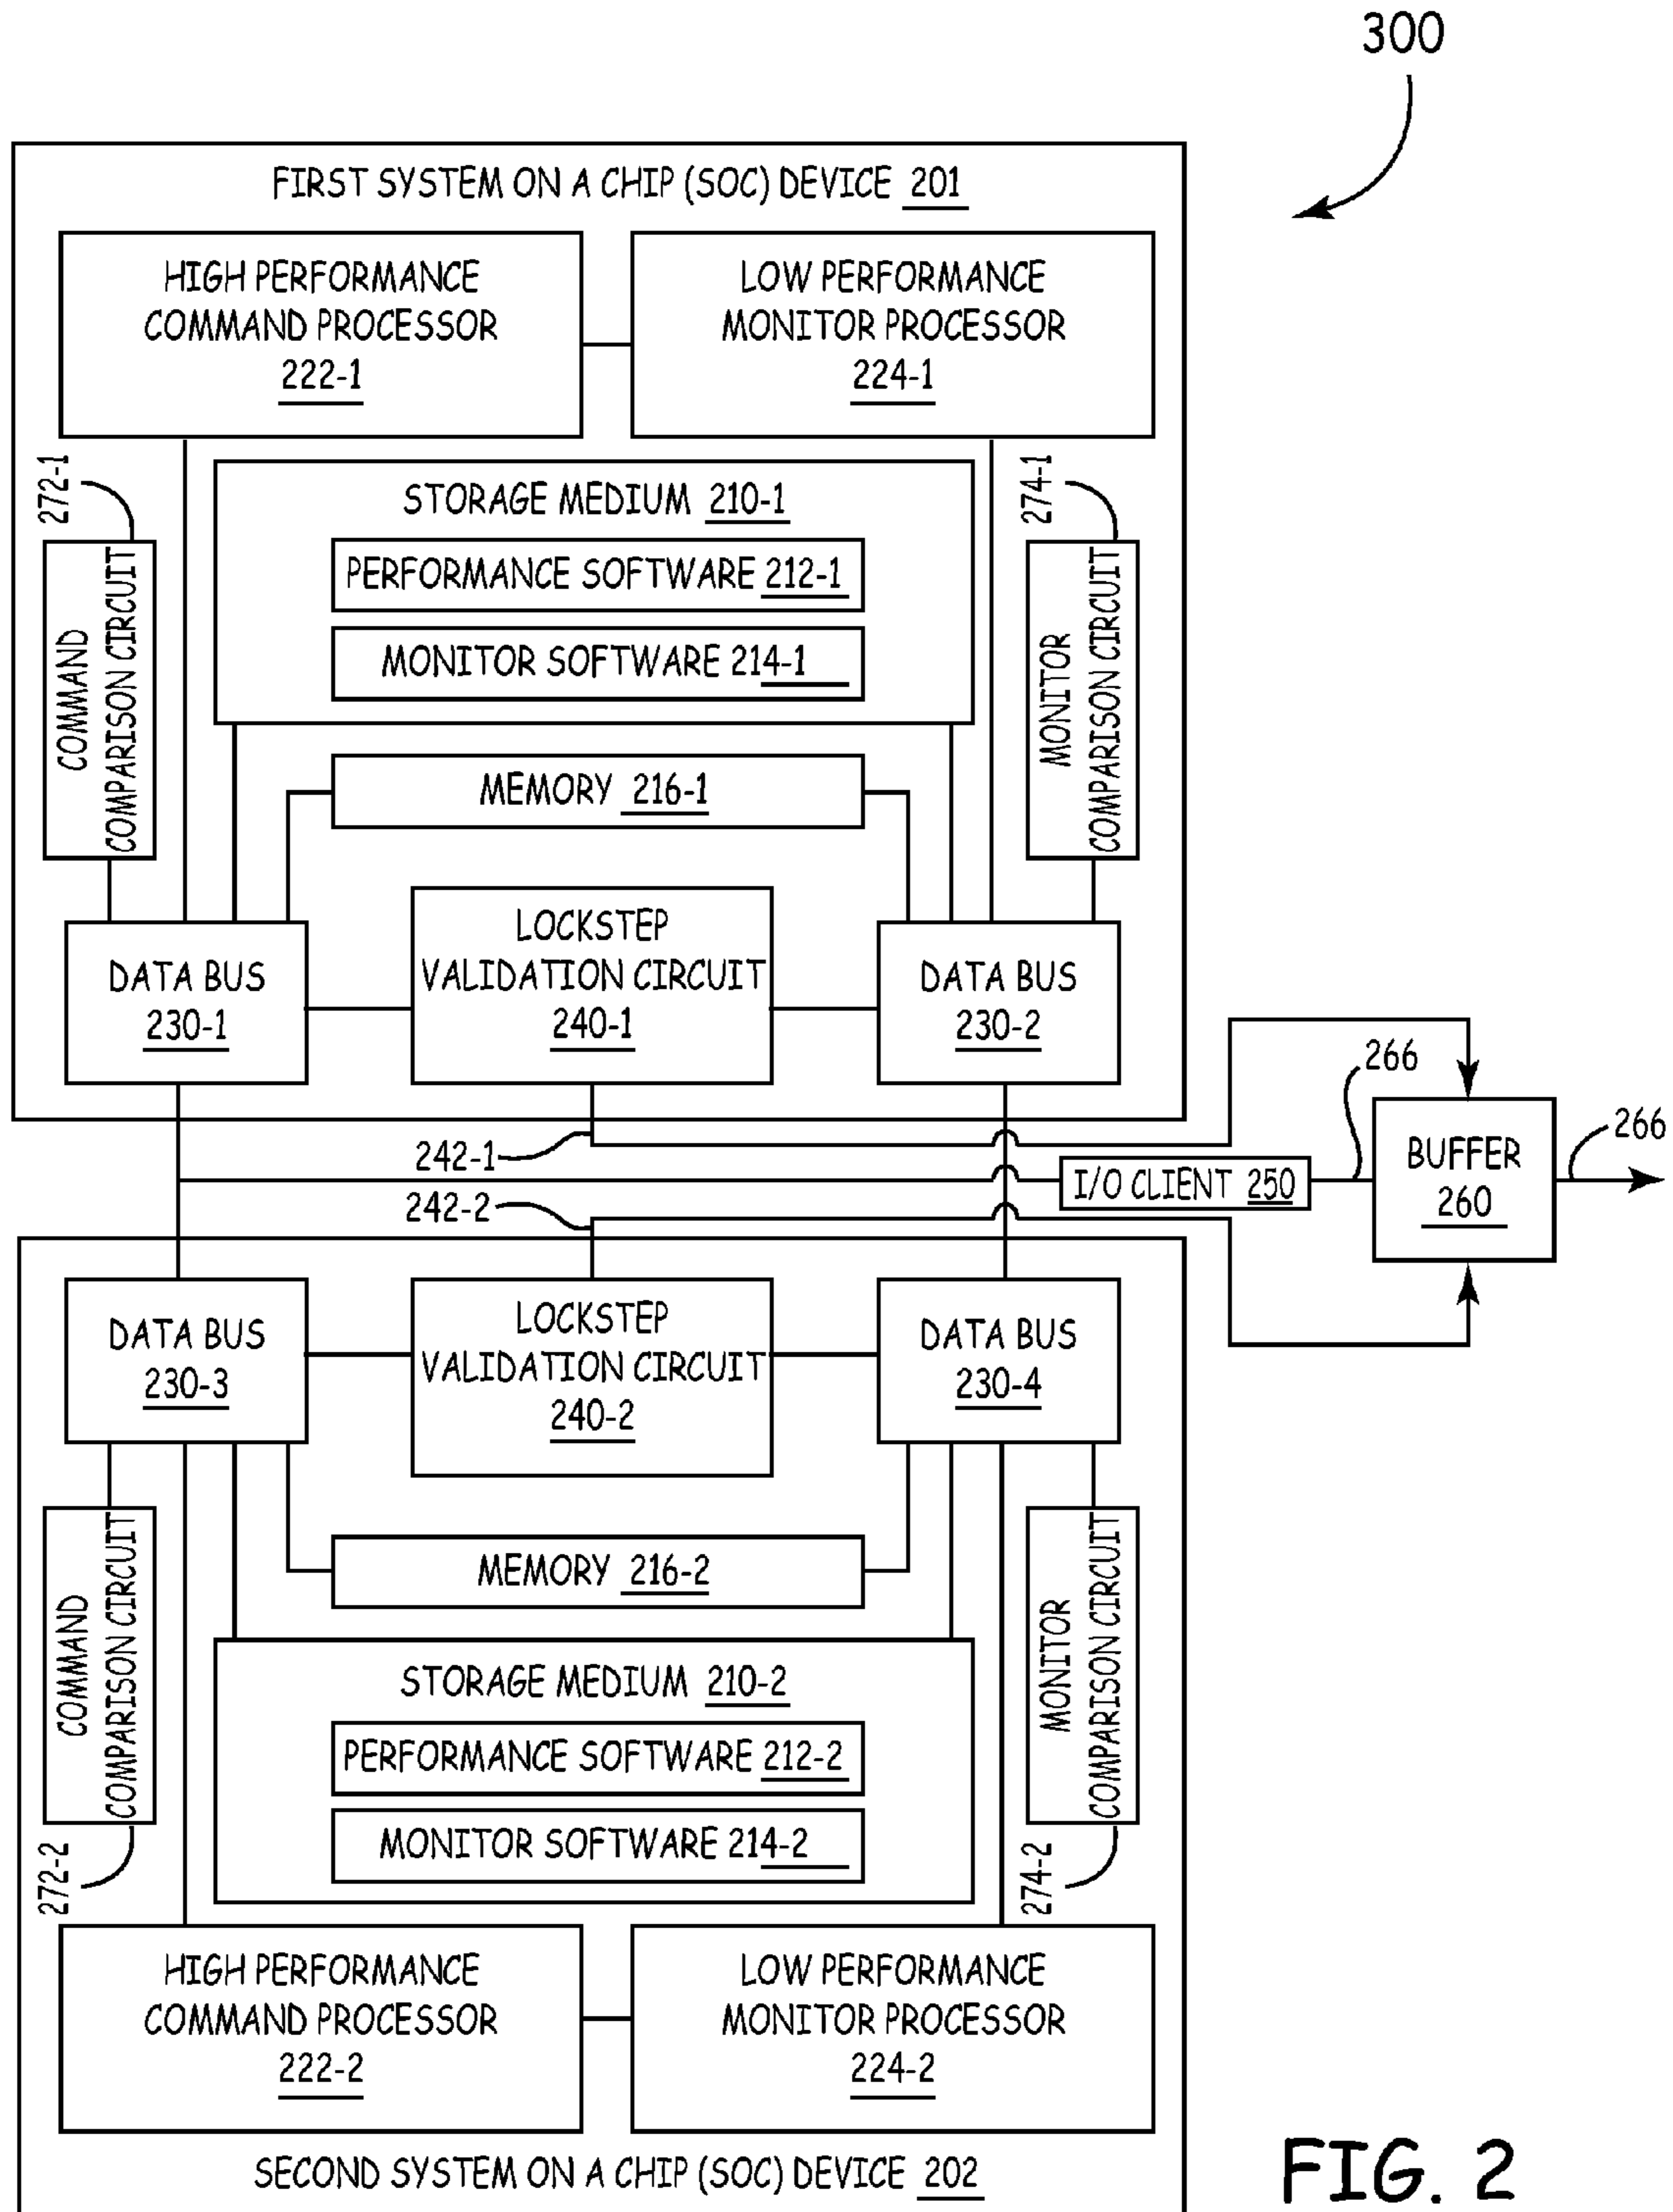 300
FIRST SYSTEM ON A CHIP (SOC) DEVICE 201
HIGH PERFORMANCE
COMMAND PROCESSOR
222-1
LOW PERFORMANCE
MONITOR PROCESSOR
224-1
272-1
COMMAND
COMPARISON CIRCUIT
STORAGE MEDIUM 210-1
PERFORMANCE SOFTWARE 212-1
MONITOR SOFTWARE 214-1
274-1
MONITOR
COMPARISON CIRCUIT
MEMORY 216-1
DATA BUS
230-1
LOCKSTEP
VALIDATION CIRCUIT
240-1
DATA BUS
230-2
242-1
242-2
I/O CLIENT 250
266
BUFFER
260
266
DATA BUS
230-3
LOCKSTEP
VALIDATION CIRCUIT
240-2
DATA BUS
230-4
COMMAND
COMPARISON CIRCUIT
272-2
MEMORY 216-2
STORAGE MEDIUM 210-2
PERFORMANCE SOFTWARE 212-2
MONITOR SOFTWARE 214-2
MONITOR
COMPARISON CIRCUIT
274-2
HIGH PERFORMANCE
COMMAND PROCESSOR
222-2
LOW PERFORMANCE
MONITOR PROCESSOR
224-2
SECOND SYSTEM ON A CHIP (SOC) DEVICE 202
FIG. 2